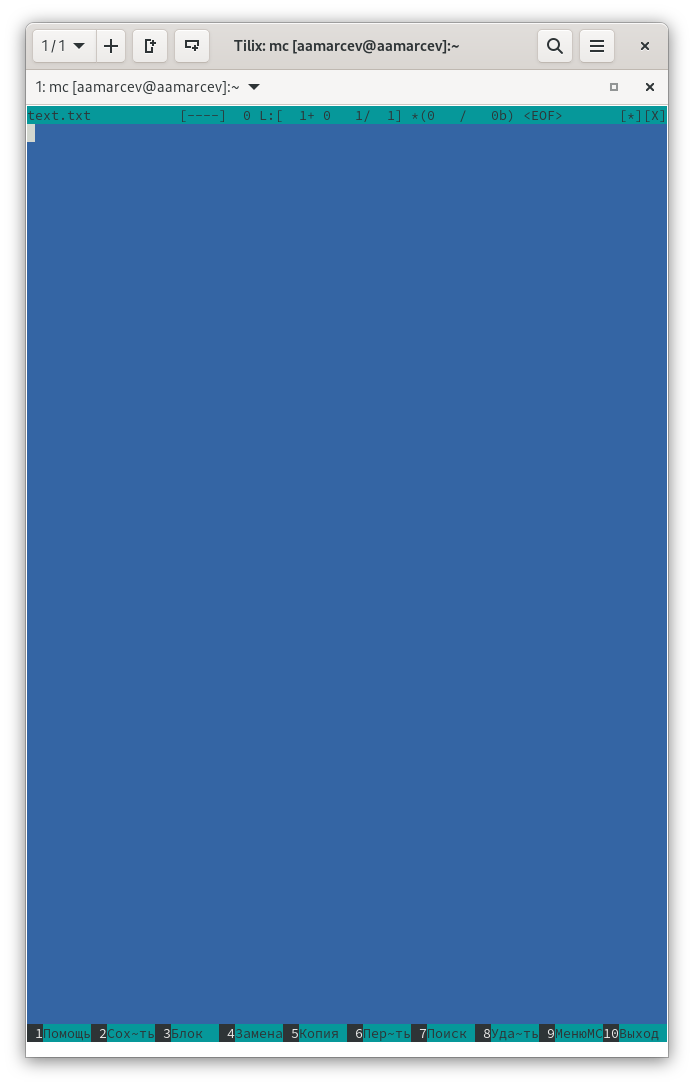 1 / 1 Tilix: mc [aamarcev@aamarcev]:~
1: mc [aamarcev@aamarcev]:~
text.txt [----] 0 L:[ 1+ 0 1/ 1] *(0 / 0b) <EOF> [*][X]
1Помощь 2Сох~ть 3Блок 4Замена 5Копия 6Пер~ть 7Поиск 8Уда~ть 9МенюMC 10Выход